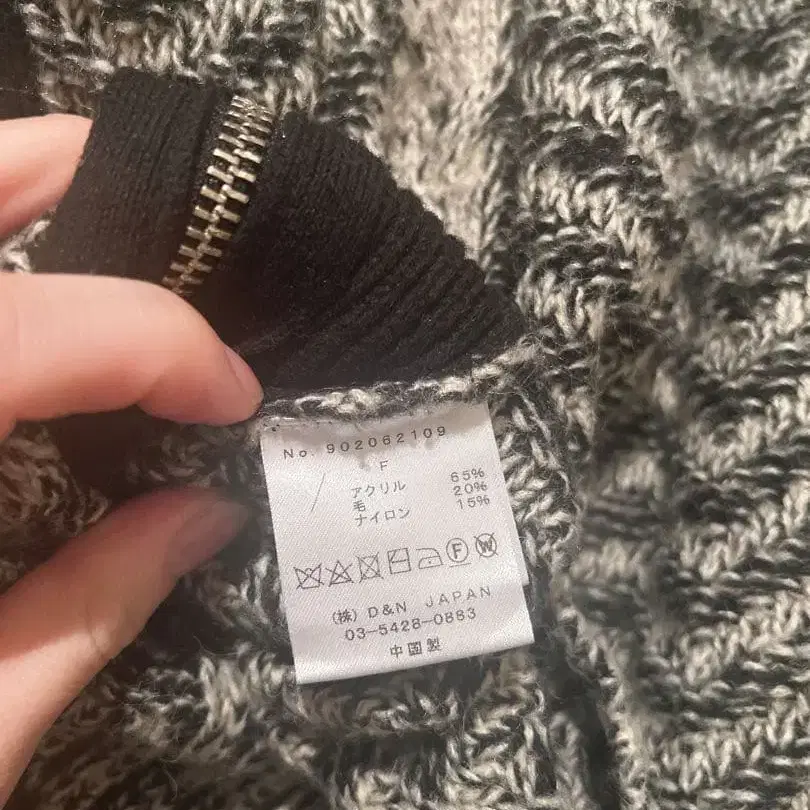 No. 902062109
F
アクリル 65%
毛 20%
ナイロン 15%
F W
(株) D&N JAPAN
03-5428-0883
中国製